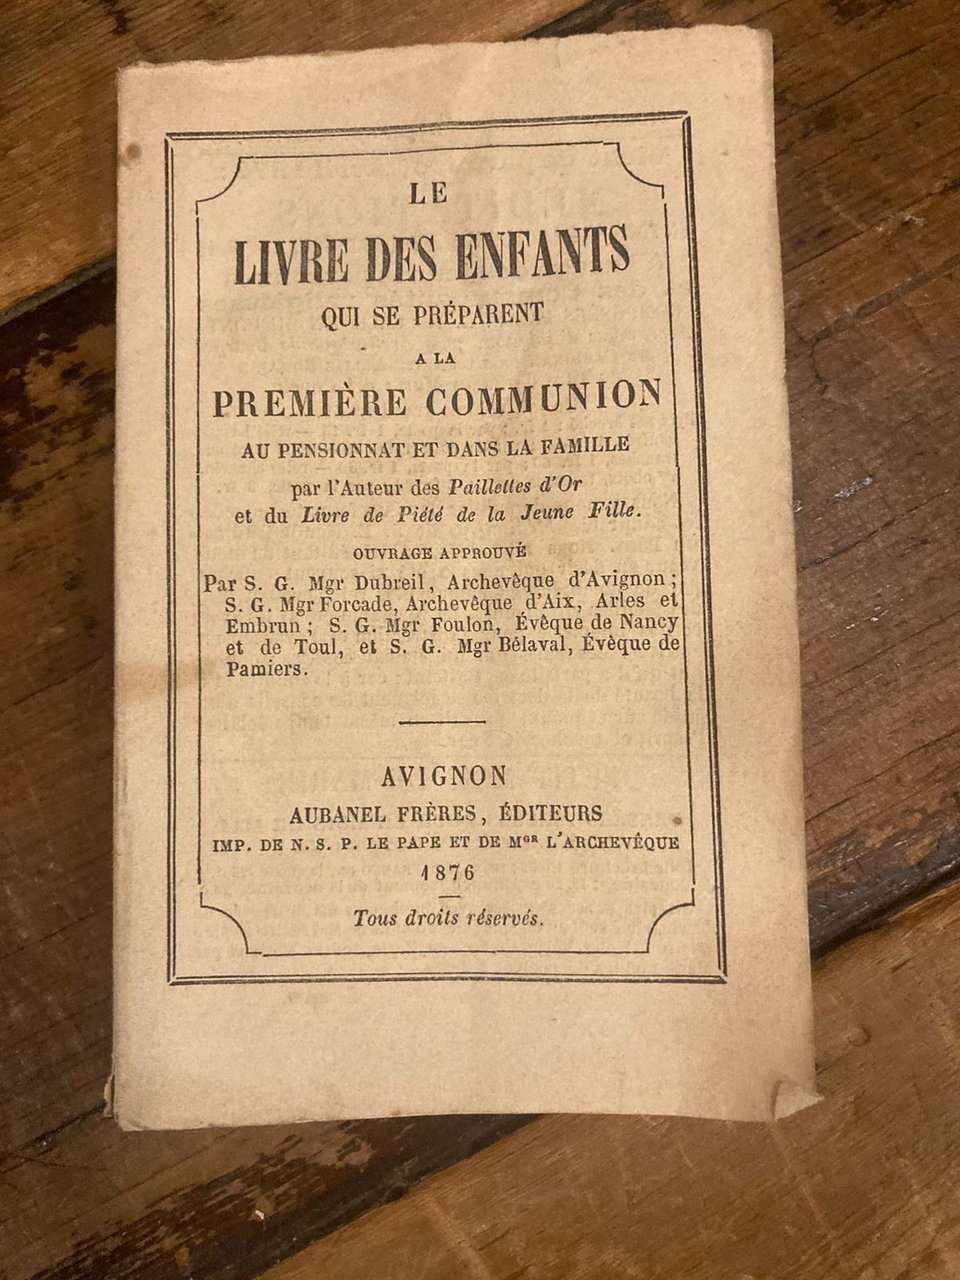 LE
LIVRE DES ENFANTS
QUI SE PRÉPARENT
A LA
PREMIÈRE COMMUNION
AU PENSIONNAT ET DANS LA FAMILLE
par l'Auteur des Paillettes d'Or
et du Livre de Piété de la Jeune Fille.
OUVRAGE APPROUVÉ
Par S. G. Mgr Dubreil, Archevêque d'Avignon ;
S. G. Mgr Forcade, Archevêque d'Aix, Arles et
Embrun ; S. G. Mgr Foulon, Évêque de Nancy
et de Toul, et S. G. Mgr Bélaval, Évêque de
Pamiers.
AVIGNON
AUBANEL FRÈRES, ÉDITEURS
IMP. DE N. S. P. LE PAPE ET DE MGR L'ARCHEVÊQUE
1876
Tous droits réservés.